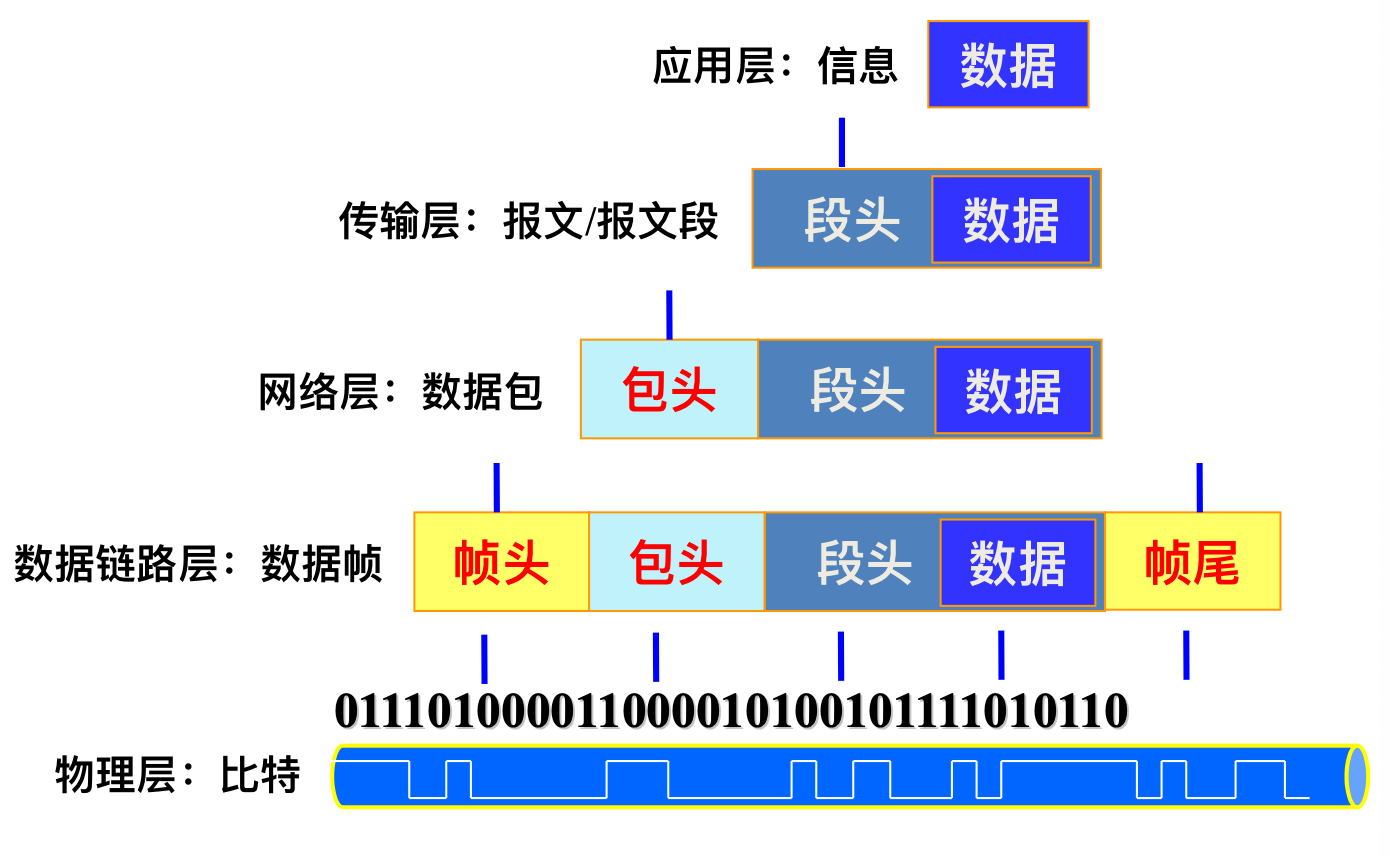 应用层：信息 数据
传输层：报文/报文段 段头 数据
网络层：数据包 包头 段头 数据
数据链路层：数据帧 帧头 包头 段头 数据 帧尾
011101000011000010100101111010110
物理层：比特